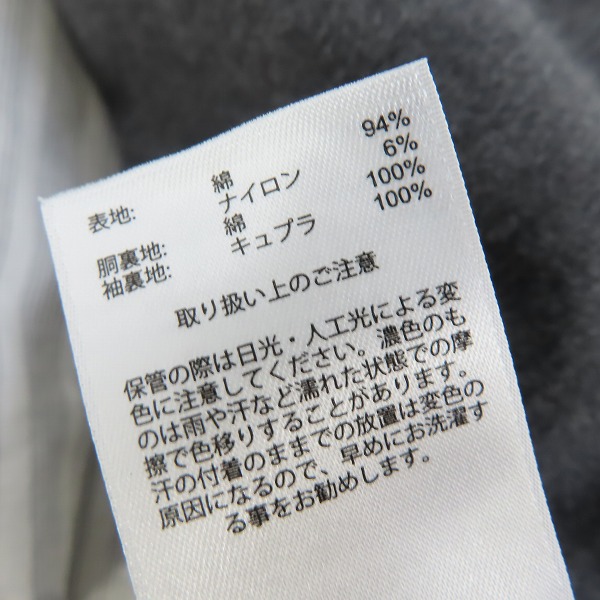 表地: 綿 94%
ナイロン 6%
胴裏地: 綿 100%
袖裏地: キュプラ 100%
取り扱い上のご注意
保管の際は日光・人工光による変
色に注意してください。濃色のも
のは雨や汗など濡れた状態での摩
擦で色移りすることがあります。
汗の付着のままでの放置は変色の
原因になるので、早めにお洗濯す
る事をお勧めします。